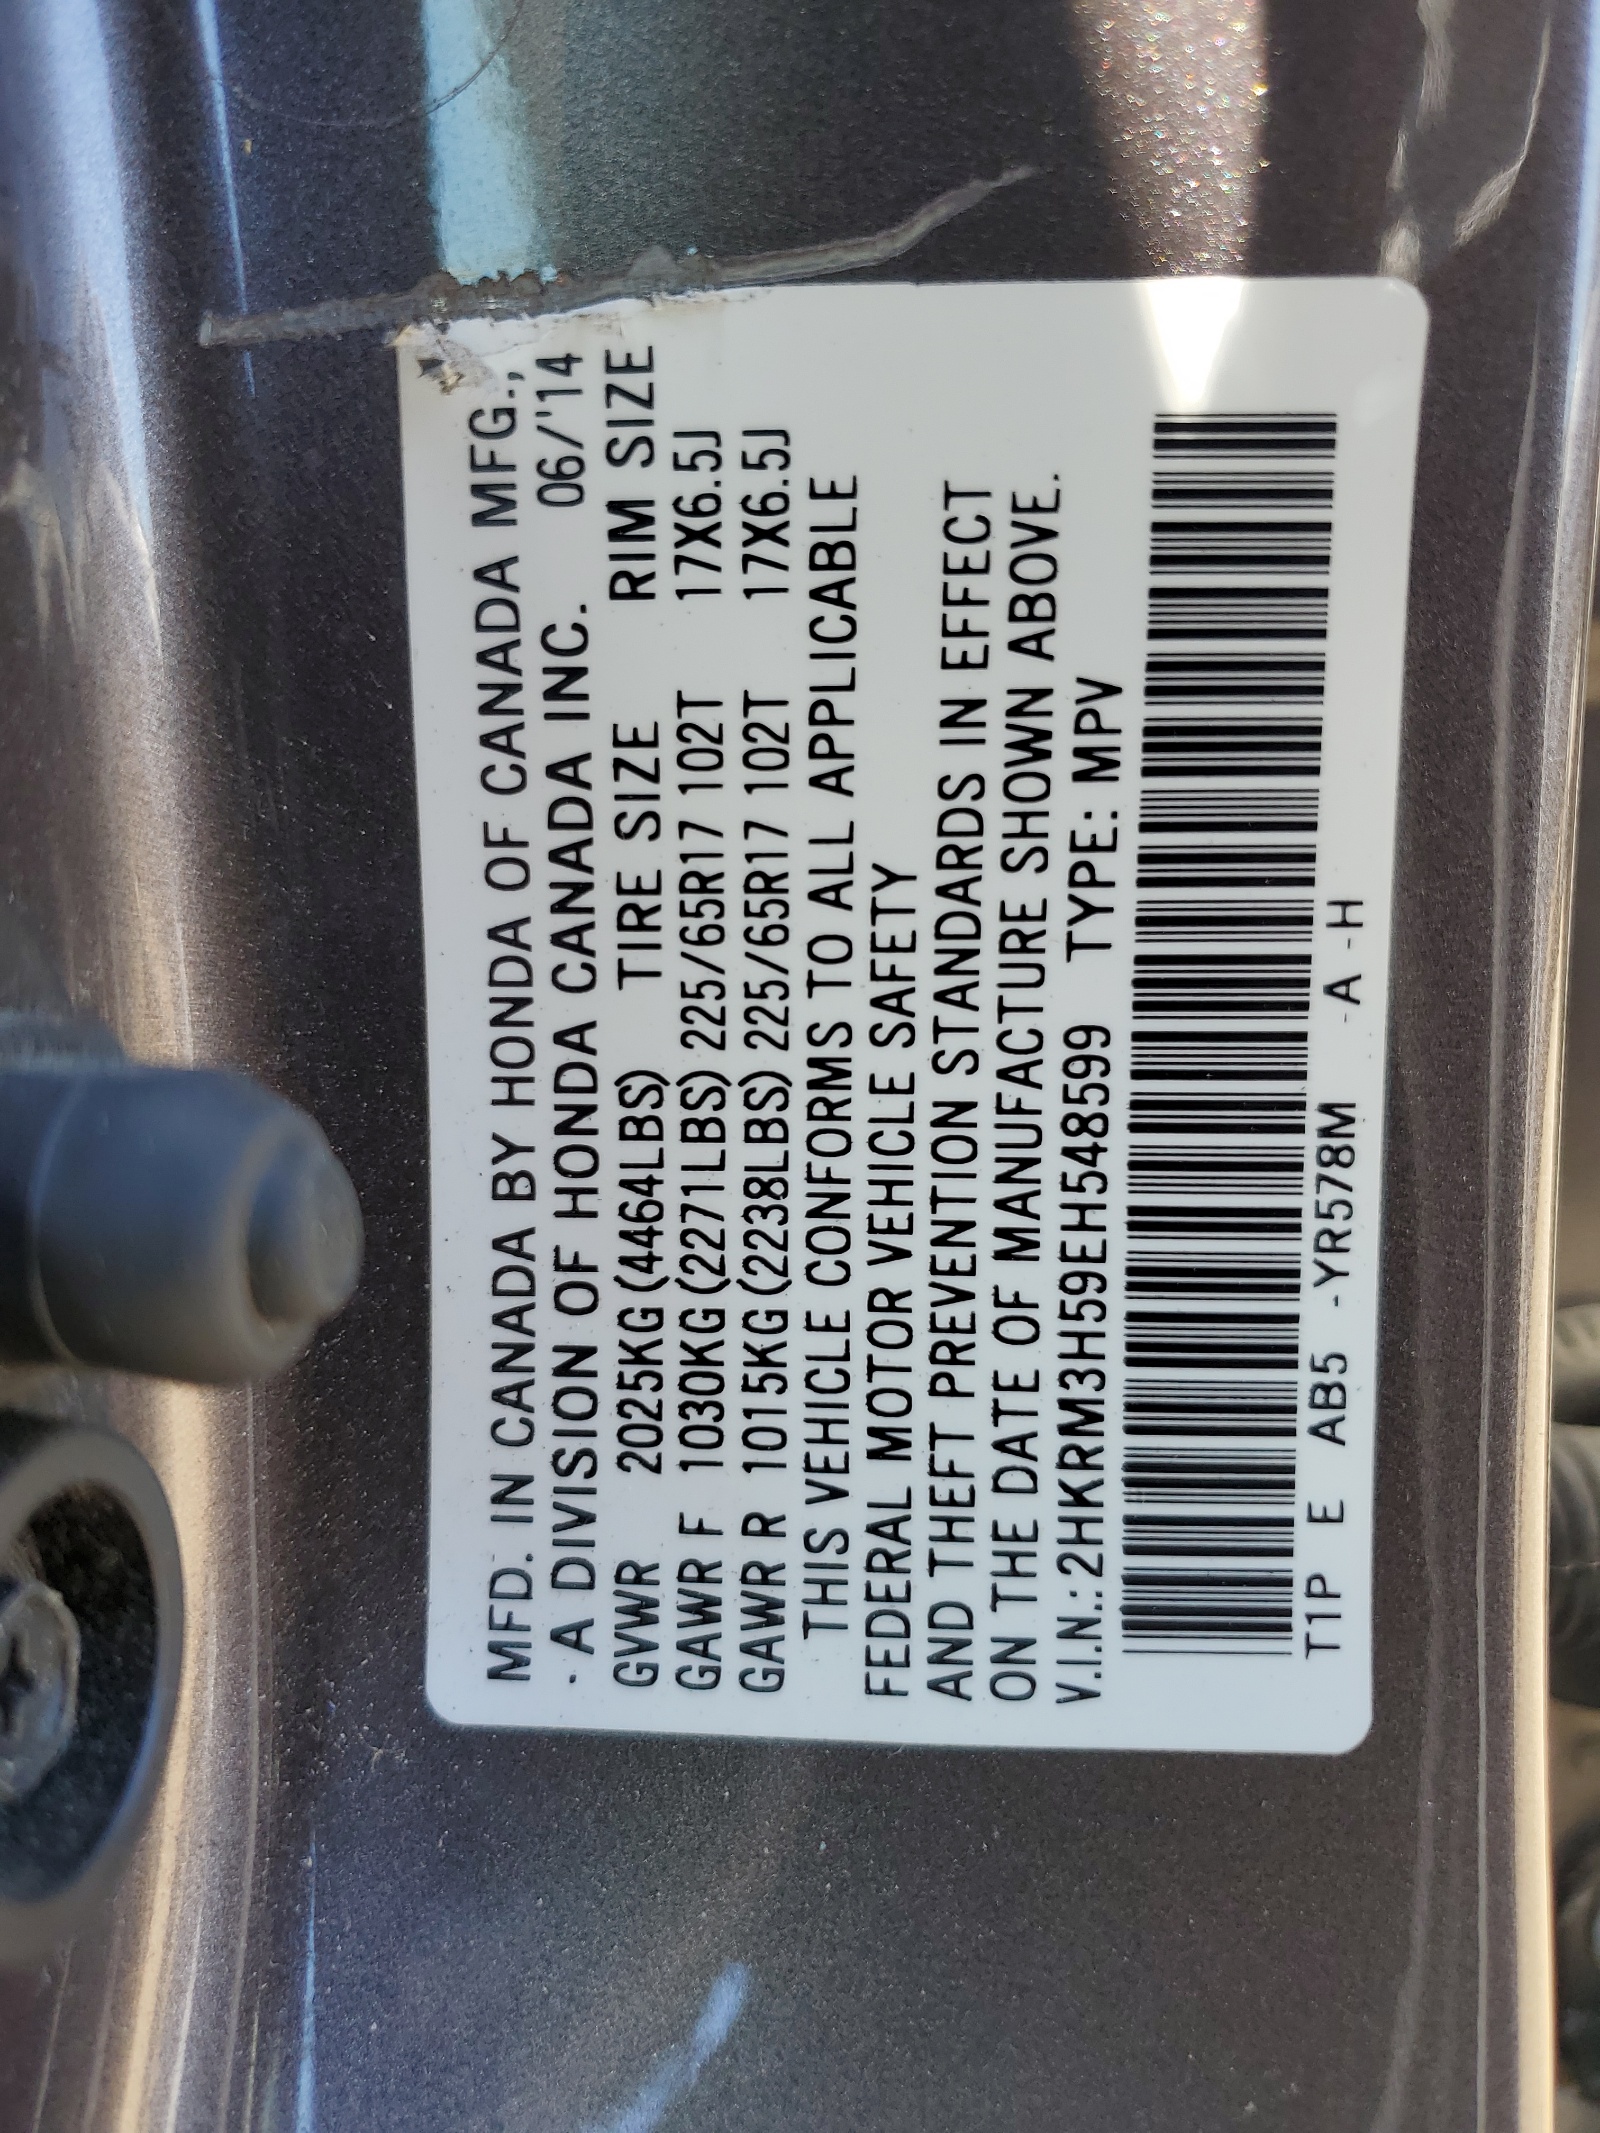 MFD. IN CANADA BY HONDA OF CANADA MFG.,
· A DIVISION OF HONDA CANADA INC. 06/'14
GVWR 2025KG (4464LBS) TIRE SIZE RIM SIZE
GAWR F 1030KG (2271LBS) 225/65R17 102T 17X6.5J
GAWR R 1015KG (2238LBS) 225/65R17 102T 17X6.5J
THIS VEHICLE CONFORMS TO ALL APPLICABLE
FEDERAL MOTOR VEHICLE SAFETY
AND THEFT PREVENTION STANDARDS IN EFFECT
ON THE DATE OF MANUFACTURE SHOWN ABOVE.
V.I.N.:2HKRM3H59EH548599 TYPE: MPV
T1P E AB5 -YR578M -A -H